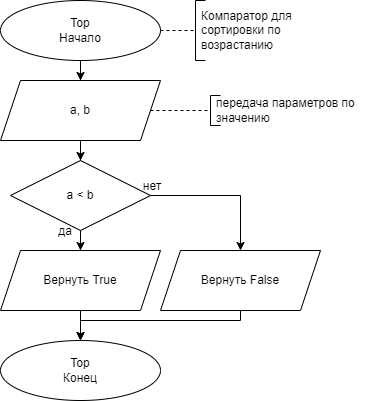 Top
Начало
Компаратор для
сортировки по
возрастанию
a, b
передача параметров по
значению
a < b
нет
да
Вернуть True
Вернуть False
Top
Конец